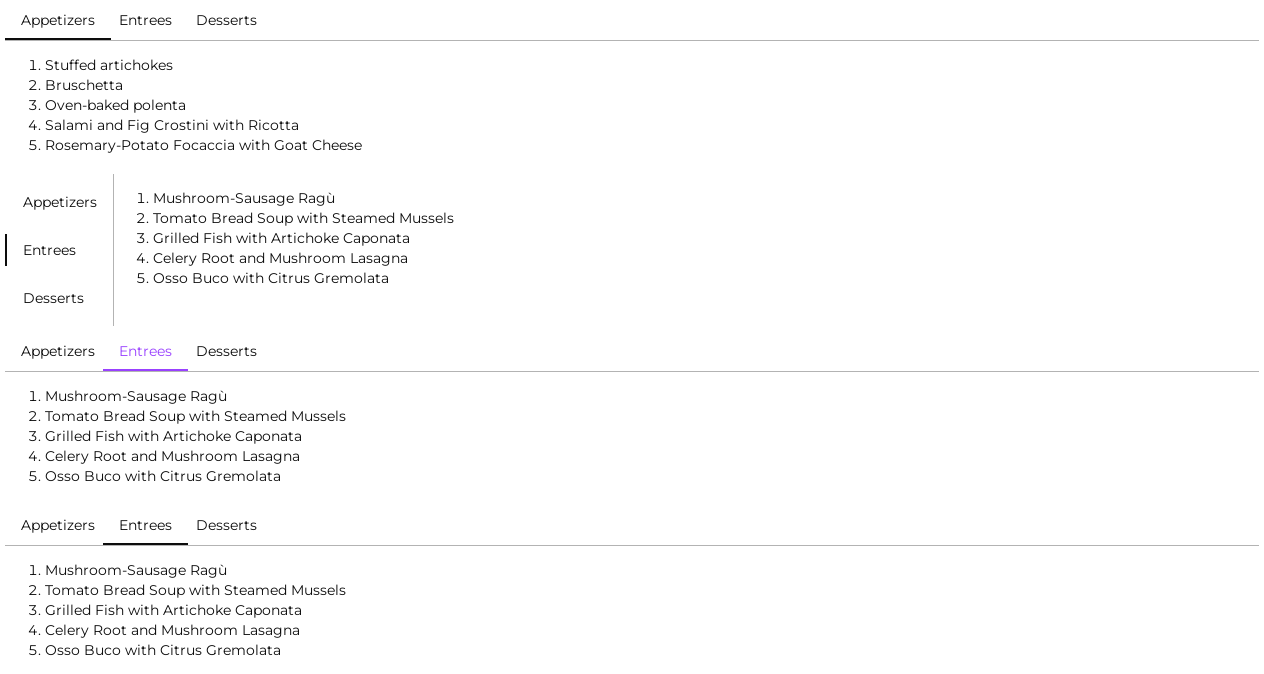 Appetizers Entrees Desserts
1. Stuffed artichokes
2. Bruschetta
3. Oven-baked polenta
4. Salami and Fig Crostini with Ricotta
5. Rosemary-Potato Focaccia with Goat Cheese
Appetizers
Entrees
Desserts
1. Mushroom-Sausage Ragù
2. Tomato Bread Soup with Steamed Mussels
3. Grilled Fish with Artichoke Caponata
4. Celery Root and Mushroom Lasagna
5. Osso Buco with Citrus Gremolata
Appetizers Entrees Desserts
1. Mushroom-Sausage Ragù
2. Tomato Bread Soup with Steamed Mussels
3. Grilled Fish with Artichoke Caponata
4. Celery Root and Mushroom Lasagna
5. Osso Buco with Citrus Gremolata
Appetizers Entrees Desserts
1. Mushroom-Sausage Ragù
2. Tomato Bread Soup with Steamed Mussels
3. Grilled Fish with Artichoke Caponata
4. Celery Root and Mushroom Lasagna
5. Osso Buco with Citrus Gremolata